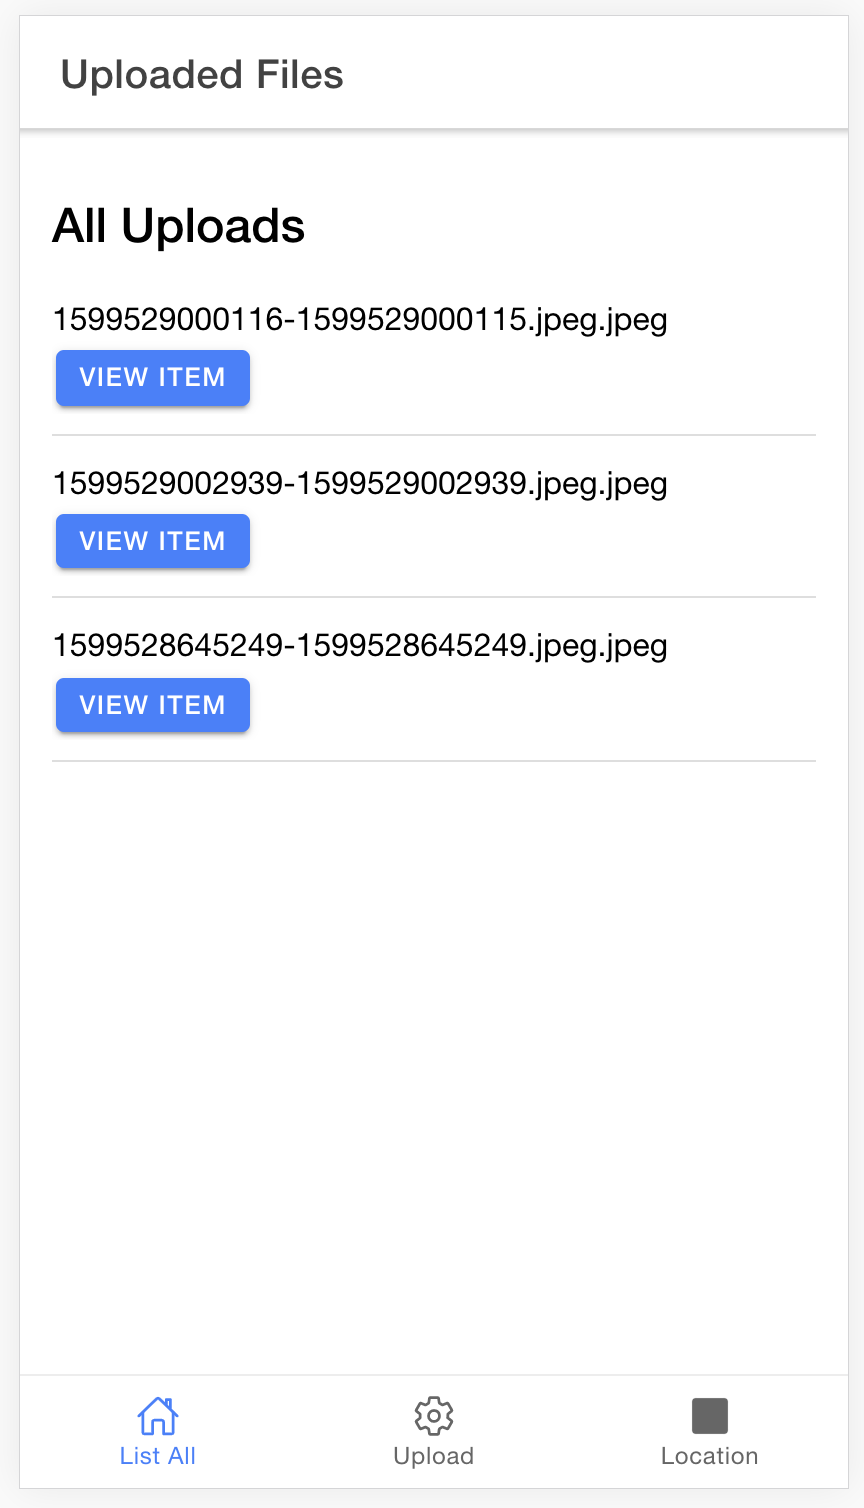 Uploaded Files
All Uploads
1599529000116-1599529000115.jpeg.jpeg
VIEW ITEM
1599529002939-1599529002939.jpeg.jpeg
VIEW ITEM
1599528645249-1599528645249.jpeg.jpeg
VIEW ITEM
List All
Upload
Location